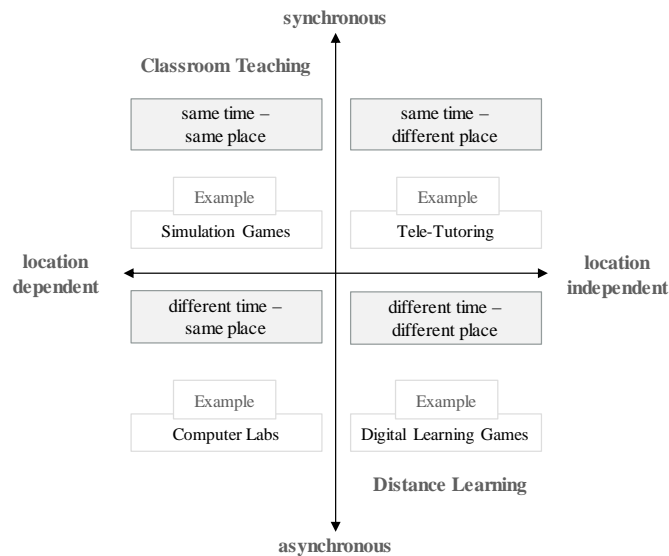 synchronous
Classroom Teaching
same time –
same place
same time –
different place
Example
Simulation Games
Example
Tele-Tutoring
location
dependent
location
independent
different time –
same place
different time –
different place
Example
Computer Labs
Example
Digital Learning Games
Distance Learning
asynchronous